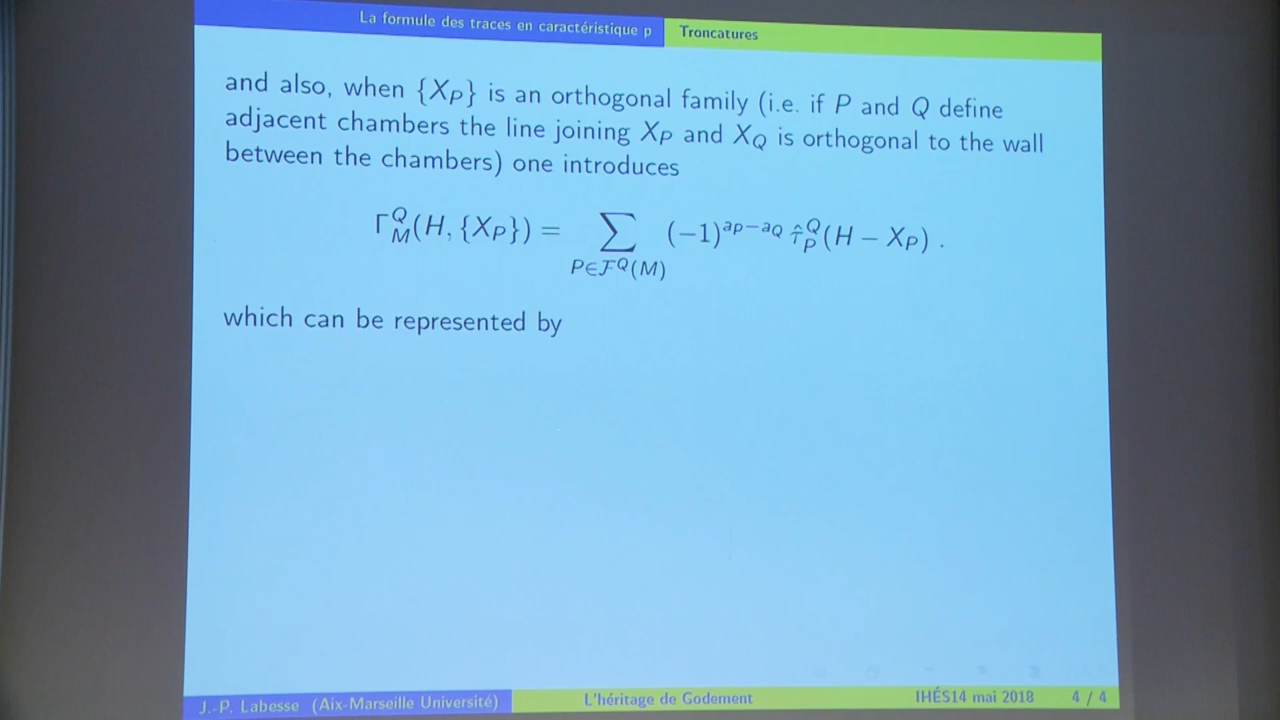 La formule des traces en caractéristique p Troncatures
and also, when {X_P} is an orthogonal family (i.e. if P and Q define
adjacent chambers the line joining X_P and X_Q is orthogonal to the wall
between the chambers) one introduces
Γ_M^Q(H, {X_P}) = ∑_{P∈F^Q(M)} (−1)^{a_P−a_Q} τ̂_P^Q(H − X_P) .
which can be represented by
J.-P. Labesse (Aix-Marseille Université) L'héritage de Godement IHÉS14 mai 2018 4 / 4